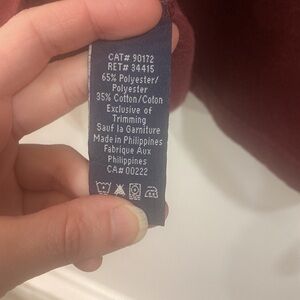 CAT# 90172
RET# 34415
65% Polyester/
Polyester
35% Cotton/Coton
Exclusive of
Trimming
Sauf la Garniture
Made in Philippines
Fabrique Aux
Philippines
CA# 00222